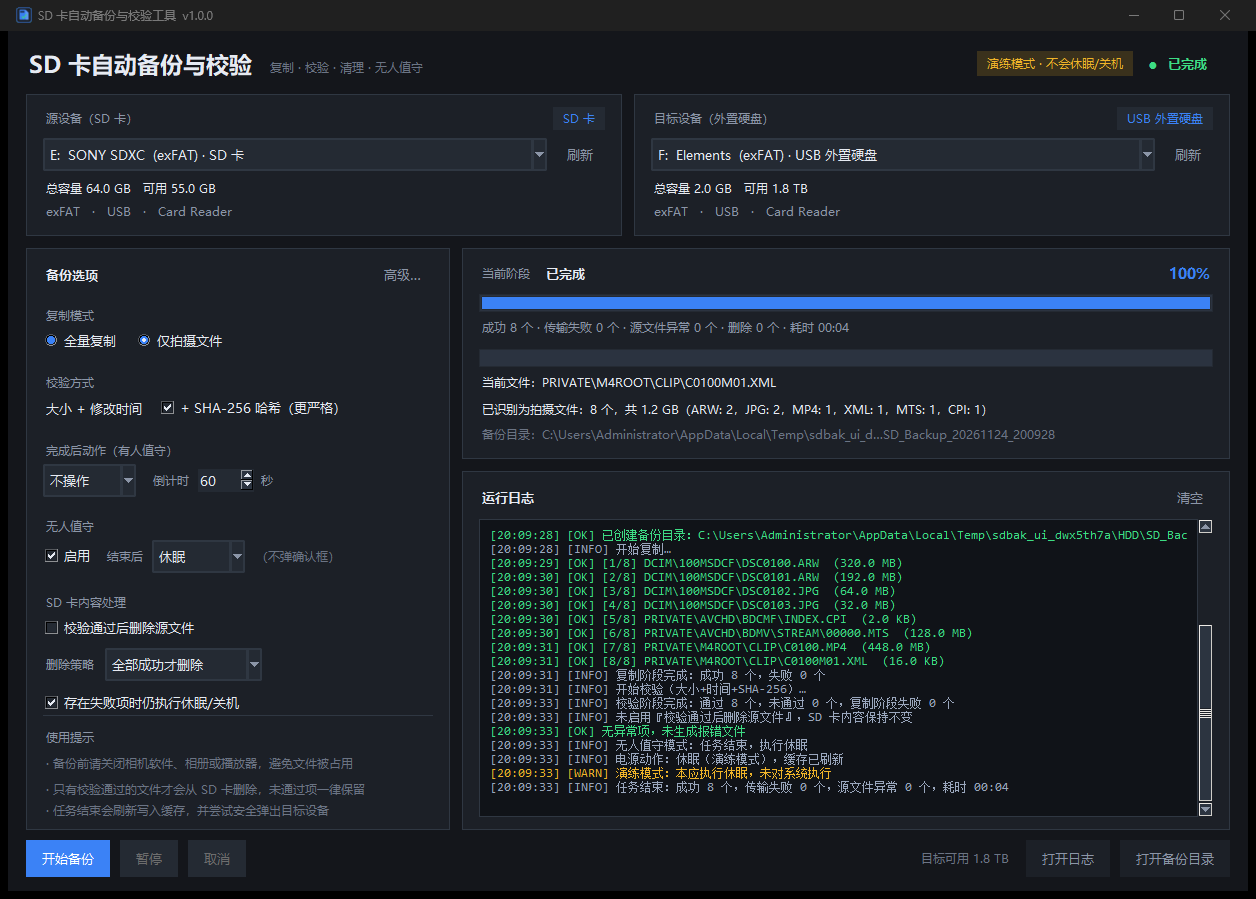 SD 卡自动备份与校验工具 v1.0.0
SD 卡自动备份与校验 复制 · 校验 · 清理 · 无人值守
演练模式 · 不会休眠/关机 ● 已完成
源设备（SD 卡） SD 卡
E: SONY SDXC (exFAT) · SD 卡 刷新
总容量 64.0 GB 可用 55.0 GB
exFAT · USB · Card Reader
目标设备（外置硬盘） USB 外置硬盘
F: Elements (exFAT) · USB 外置硬盘 刷新
总容量 2.0 GB 可用 1.8 TB
exFAT · USB · Card Reader
备份选项 高级...
复制模式
全量复制 仅拍摄文件
校验方式
大小 + 修改时间 + SHA-256 哈希（更严格）
完成后动作（有人值守）
不操作 倒计时 60 秒
无人值守
启用 结束后 休眠 （不弹确认框）
SD 卡内容处理
校验通过后删除源文件
删除策略 全部成功才删除
存在失败项时仍执行休眠/关机
使用提示
· 备份前请关闭相机软件、相册或播放器，避免文件被占用
· 只有校验通过的文件才会从 SD 卡删除，未通过项一律保留
· 任务结束会刷新写入缓存，并尝试安全弹出目标设备
当前阶段 已完成 100%
成功 8 个 · 传输失败 0 个 · 源文件异常 0 个 · 删除 0 个 · 耗时 00:04
当前文件：PRIVATE\M4ROOT\CLIP\C0100M01.XML
已识别为拍摄文件：8 个，共 1.2 GB（ARW: 2，JPG: 2，MP4: 1，XML: 1，MTS: 1，CPI: 1）
备份目录：C:\Users\Administrator\AppData\Local\Temp\sdbak_ui_d...SD_Backup_20261124_200928
运行日志 清空
[20:09:28] [OK] 已创建备份目录：C:\Users\Administrator\AppData\Local\Temp\sdbak_ui_dwx5th7a\HDD\SD_Bac
[20:09:28] [INFO] 开始复制…
[20:09:29] [OK] [1/8] DCIM\100MSDCF\DSC0100.ARW (320.0 MB)
[20:09:30] [OK] [2/8] DCIM\100MSDCF\DSC0101.ARW (192.0 MB)
[20:09:30] [OK] [3/8] DCIM\100MSDCF\DSC0102.JPG (64.0 MB)
[20:09:30] [OK] [4/8] DCIM\100MSDCF\DSC0103.JPG (32.0 MB)
[20:09:30] [OK] [5/8] PRIVATE\AVCHD\BDCMF\INDEX.CPI (2.0 KB)
[20:09:30] [OK] [6/8] PRIVATE\AVCHD\BDMV\STREAM\00000.MTS (128.0 MB)
[20:09:31] [OK] [7/8] PRIVATE\M4ROOT\CLIP\C0100.MP4 (448.0 MB)
[20:09:31] [OK] [8/8] PRIVATE\M4ROOT\CLIP\C0100M01.XML (16.0 KB)
[20:09:31] [INFO] 复制阶段完成：成功 8 个，失败 0 个
[20:09:31] [INFO] 开始校验（大小+时间+SHA-256）…
[20:09:33] [INFO] 校验阶段完成：通过 8 个，未通过 0 个，复制阶段失败 0 个
[20:09:33] [INFO] 未启用『校验通过后删除源文件』，SD 卡内容保持不变
[20:09:33] [OK] 无异常项，未生成报错文件
[20:09:33] [INFO] 无人值守模式：任务结束，执行休眠
[20:09:33] [INFO] 电源动作：休眠（演练模式），缓存已刷新
[20:09:33] [WARN] 演练模式：本应执行休眠，未对系统执行
[20:09:33] [INFO] 任务结束：成功 8 个，传输失败 0 个，源文件异常 0 个，耗时 00:04
开始备份 暂停 取消 目标可用 1.8 TB 打开日志 打开备份目录